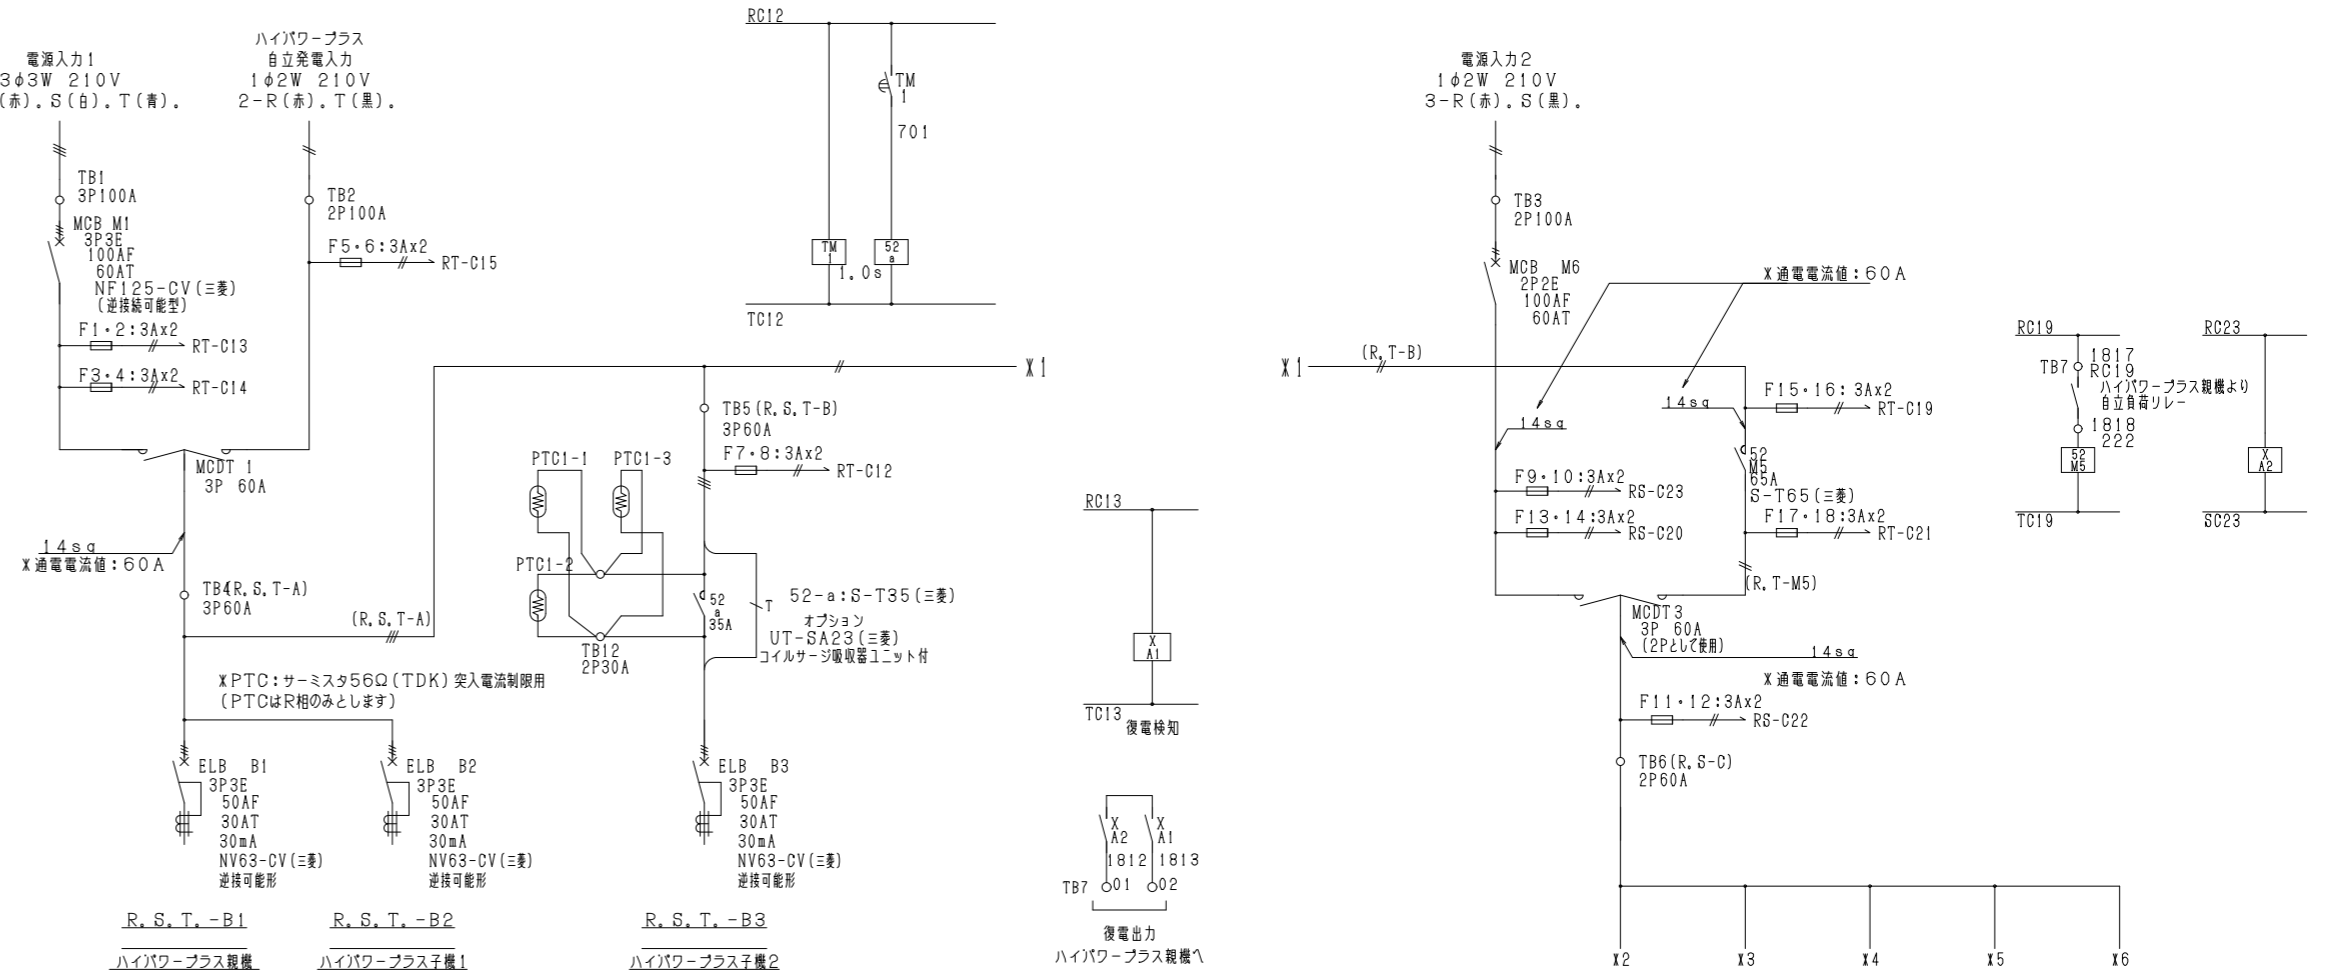 電源入力1
3φ3W 210V
(赤).S(白).T(青).
ハイパワープラス
自立発電入力
1φ2W 210V
2-R(赤).T(黒).
TB1
3P100A
MCB M1
3P3E
100AF
60AT
NF125-CV(三菱)
(逆接続可能型)
F1・2:3Ax2
RT-C13
F3・4:3Ax2
RT-C14
TB2
2P100A
F5・6:3Ax2
RT-C15
MCDT 1
3P 60A
14sq
※通電電流値:60A
TB4(R.S.T-A)
3P60A
(R.S.T-A)
※PTC:サーミスタ56Ω(TDK)突入電流制限用
(PTCはR相のみとします)
ELB B1
3P3E
50AF
30AT
30mA
NV63-CV(三菱)
逆接可能形
R.S.T.-B1
ハイパワープラス親機
ELB B2
3P3E
50AF
30AT
30mA
NV63-CV(三菱)
逆接可能形
R.S.T.-B2
ハイパワープラス子機1
RC12
TM
1
701
TM
1
1.0s
52
a
TC12
※1
TB5(R.S.T-B)
3P60A
F7・8:3Ax2
RT-C12
PTC1-1
PTC1-3
PTC1-2
TB12
2P30A
52
a
35A
T
52-a:S-T35(三菱)
オプション
UT-SA23(三菱)
コイルサージ吸収器ユニット付
ELB B3
3P3E
50AF
30AT
30mA
NV63-CV(三菱)
逆接可能形
R.S.T.-B3
ハイパワープラス子機2
RC13
X
A1
TC13
復電検知
X
A2
1812
X
A1
1813
TB7
01
02
復電出力
ハイパワープラス親機へ
電源入力2
1φ2W 210V
3-R(赤).S(黒).
TB3
2P100A
MCB M6
2P2E
100AF
60AT
※通電電流値:60A
※1
(R.T-B)
14sq
14sq
F15・16:3Ax2
RT-C19
52
M5
65A
S-T65(三菱)
F9・10:3Ax2
RS-C23
F13・14:3Ax2
RS-C20
F17・18:3Ax2
RT-C21
(R.T-M5)
MCDT3
3P 60A
(2Pとして使用)
14sq
※通電電流値:60A
F11・12:3Ax2
RS-C22
TB6(R.S-C)
2P60A
※2
※3
※4
※5
※6
RC19
1817
TB7
RC19
ハイパワープラス親機より
自立負荷リレー
1818
222
52
M5
TC19
RC23
X
A2
SC23